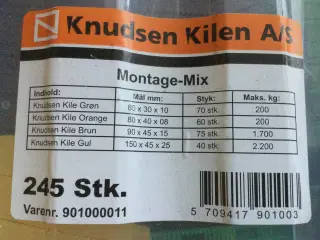 Knudsen Kilen A/S
Montage-Mix
Indhold: Mål mm: Styk: Maks. kg:
Knudsen Kile Grøn 60 x 30 x 10 70 stk. 200
Knudsen Kile Orange 80 x 40 x 08 60 stk. 200
Knudsen Kile Brun 90 x 45 x 15 75 stk. 1.700
Knudsen Kile Gul 150 x 45 x 25 40 stk. 2.200
245 Stk.
Varenr. 901000011
5 709417 901003